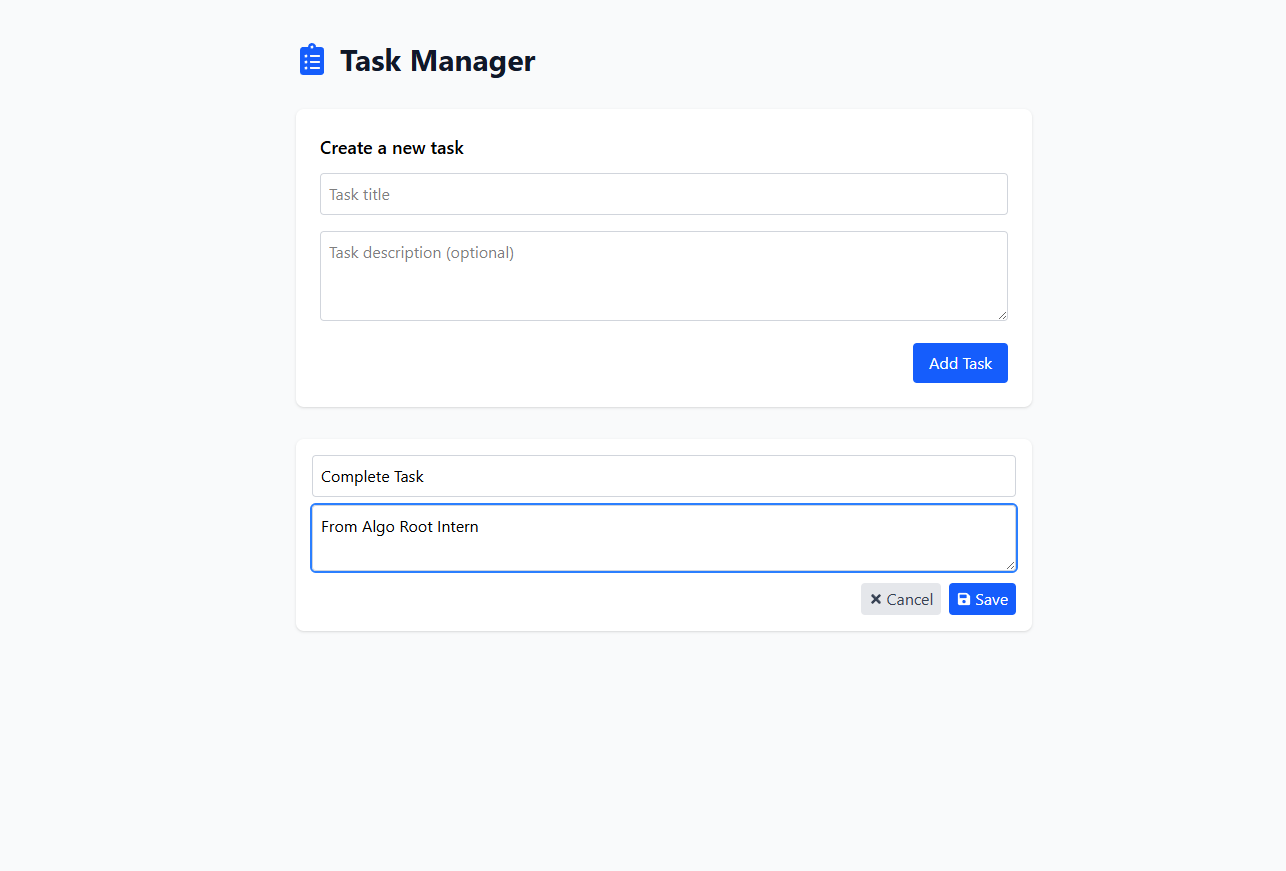 Task Manager
Create a new task
Task title
Task description (optional)
Add Task
Complete Task
From Algo Root Intern
Cancel
Save